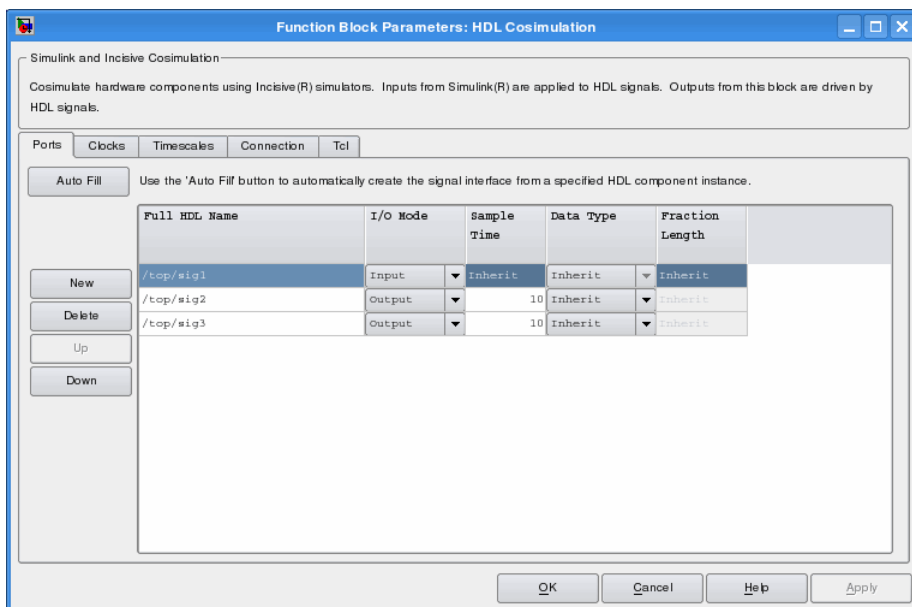 Function Block Parameters: HDL Cosimulation
Simulink and Incisive Cosimulation
Cosimulate hardware components using Incisive(R) simulators. Inputs from Simulink(R) are applied to HDL signals. Outputs from this block are driven by
HDL signals.
Ports Clocks Timescales Connection Tcl
Auto Fill Use the 'Auto Fill' button to automatically create the signal interface from a specified HDL component instance.
Full HDL Name I/O Mode Sample Time Data Type Fraction Length
/top/sig1 Input Inherit Inherit Inherit
/top/sig2 Output 10 Inherit Inherit
/top/sig3 Output 10 Inherit Inherit
New
Delete
Up
Down
OK Cancel Help Apply